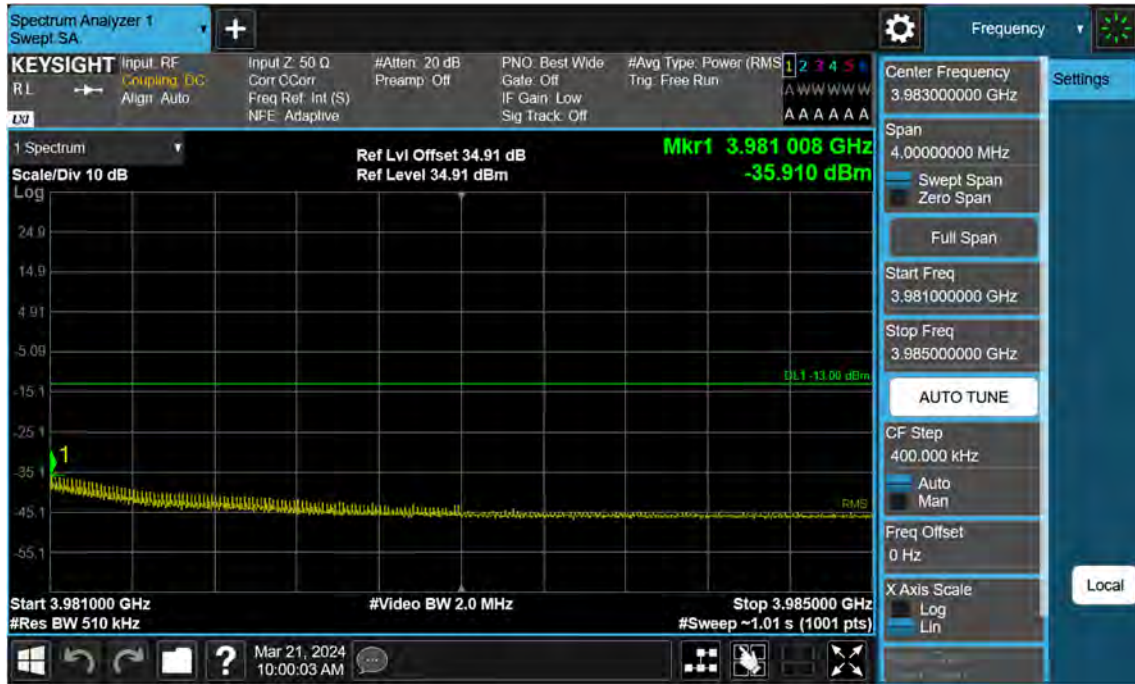 Spectrum Analyzer 1
Swept SA
+
Frequency
KEYSIGHT
RL
LXI
Input: RF
Coupling: DC
Align: Auto
Input Z: 50 Ω
Corr CCorr
Freq Ref: Int (S)
NFE: Adaptive
#Atten: 20 dB
Preamp: Off
PNO: Best Wide
Gate: Off
IF Gain: Low
Sig Track: Off
#Avg Type: Power (RMS
Trig: Free Run
1 2 3 4 5 6
A W W W W W
A A A A A A
1 Spectrum
Scale/Div 10 dB
Ref Lvl Offset 34.91 dB
Ref Level 34.91 dBm
Mkr1 3.981 008 GHz
-35.910 dBm
Log
24.9
14.9
4.91
-5.09
-15.1
-25.1
-35.1
-45.1
-55.1
DL1 -13.00 dBm
1
RMS
Start 3.981000 GHz
#Res BW 510 kHz
#Video BW 2.0 MHz
Stop 3.985000 GHz
#Sweep ~1.01 s (1001 pts)
?
Mar 21, 2024
10:00:03 AM
Center Frequency
3.983000000 GHz
Span
4.00000000 MHz
Swept Span
Zero Span
Full Span
Start Freq
3.981000000 GHz
Stop Freq
3.985000000 GHz
AUTO TUNE
CF Step
400.000 kHz
Auto
Man
Freq Offset
0 Hz
X Axis Scale
Log
Lin
Settings
Local